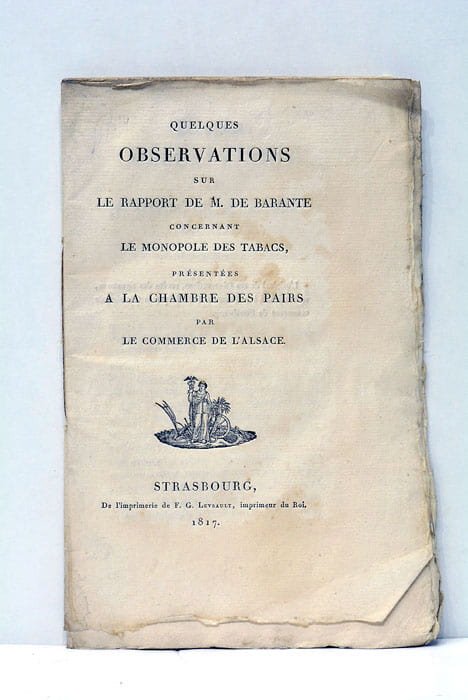 QUELQUES
OBSERVATIONS
SUR
LE RAPPORT DE M. DE BARANTE
CONCERNANT
LE MONOPOLE DES TABACS,
PRÉSENTÉES
A LA CHAMBRE DES PAIRS
PAR
LE COMMERCE DE L'ALSACE.
STRASBOURG,
De l'imprimerie de F. G. LEVRAULT, imprimeur du Roi.
1817.